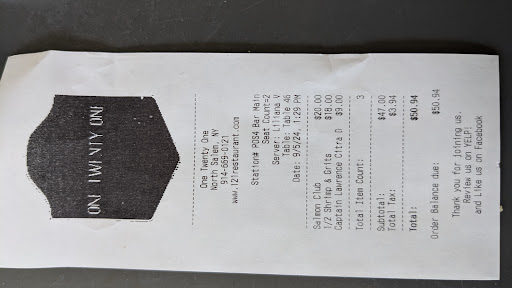 ONE TWENTY ONE
One Twenty One
North Salem, NY
914-669-0121
www.121restaurant.com
Station# POS4 Bar Main
Seat Count=2
Server: Liliana V
Table: Table 46
Date: 9/5/24, 1:29 PM
Salmon Club $20.00
1/2 Shrimp & Grits $18.00
Captain Lawrence Citra D $9.00
Total Item Count: 3
Subtotal: $47.00
Total Tax: $3.94
Total: $50.94
Order Balance due: $50.94
Thank you for joining us.
Review us on YELP!
and Like us on Facebook